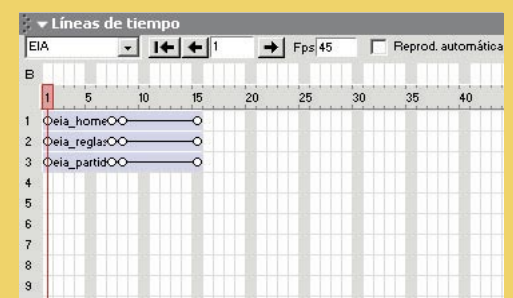 Líneas de tiempo
EIA 1 Fps 45 Reprod. automática
B
1 5 10 15 20 25 30 35 40
1 eia_home
2 eia_reglas
3 eia_partid
4
5
6
7
8
9